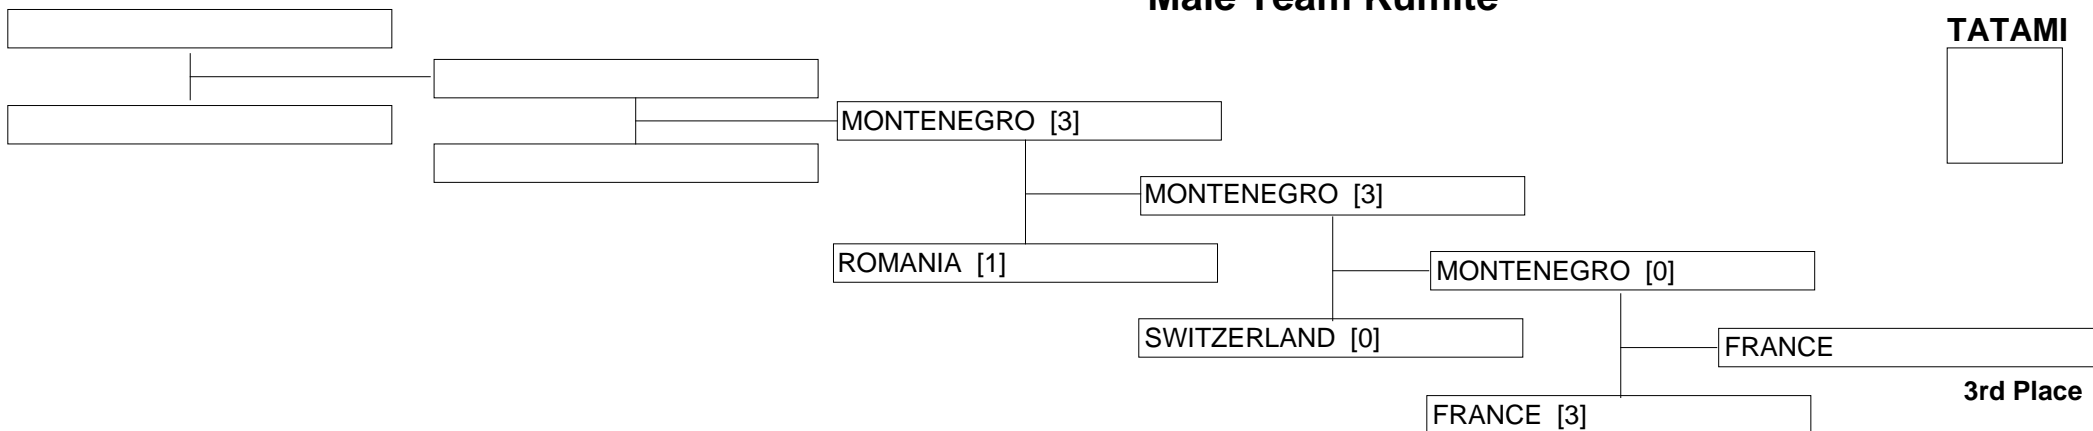 Male Team Kumite
TATAMI
MONTENEGRO [3]
MONTENEGRO [3]
ROMANIA [1]
MONTENEGRO [0]
SWITZERLAND [0]
FRANCE
3rd Place
FRANCE [3]